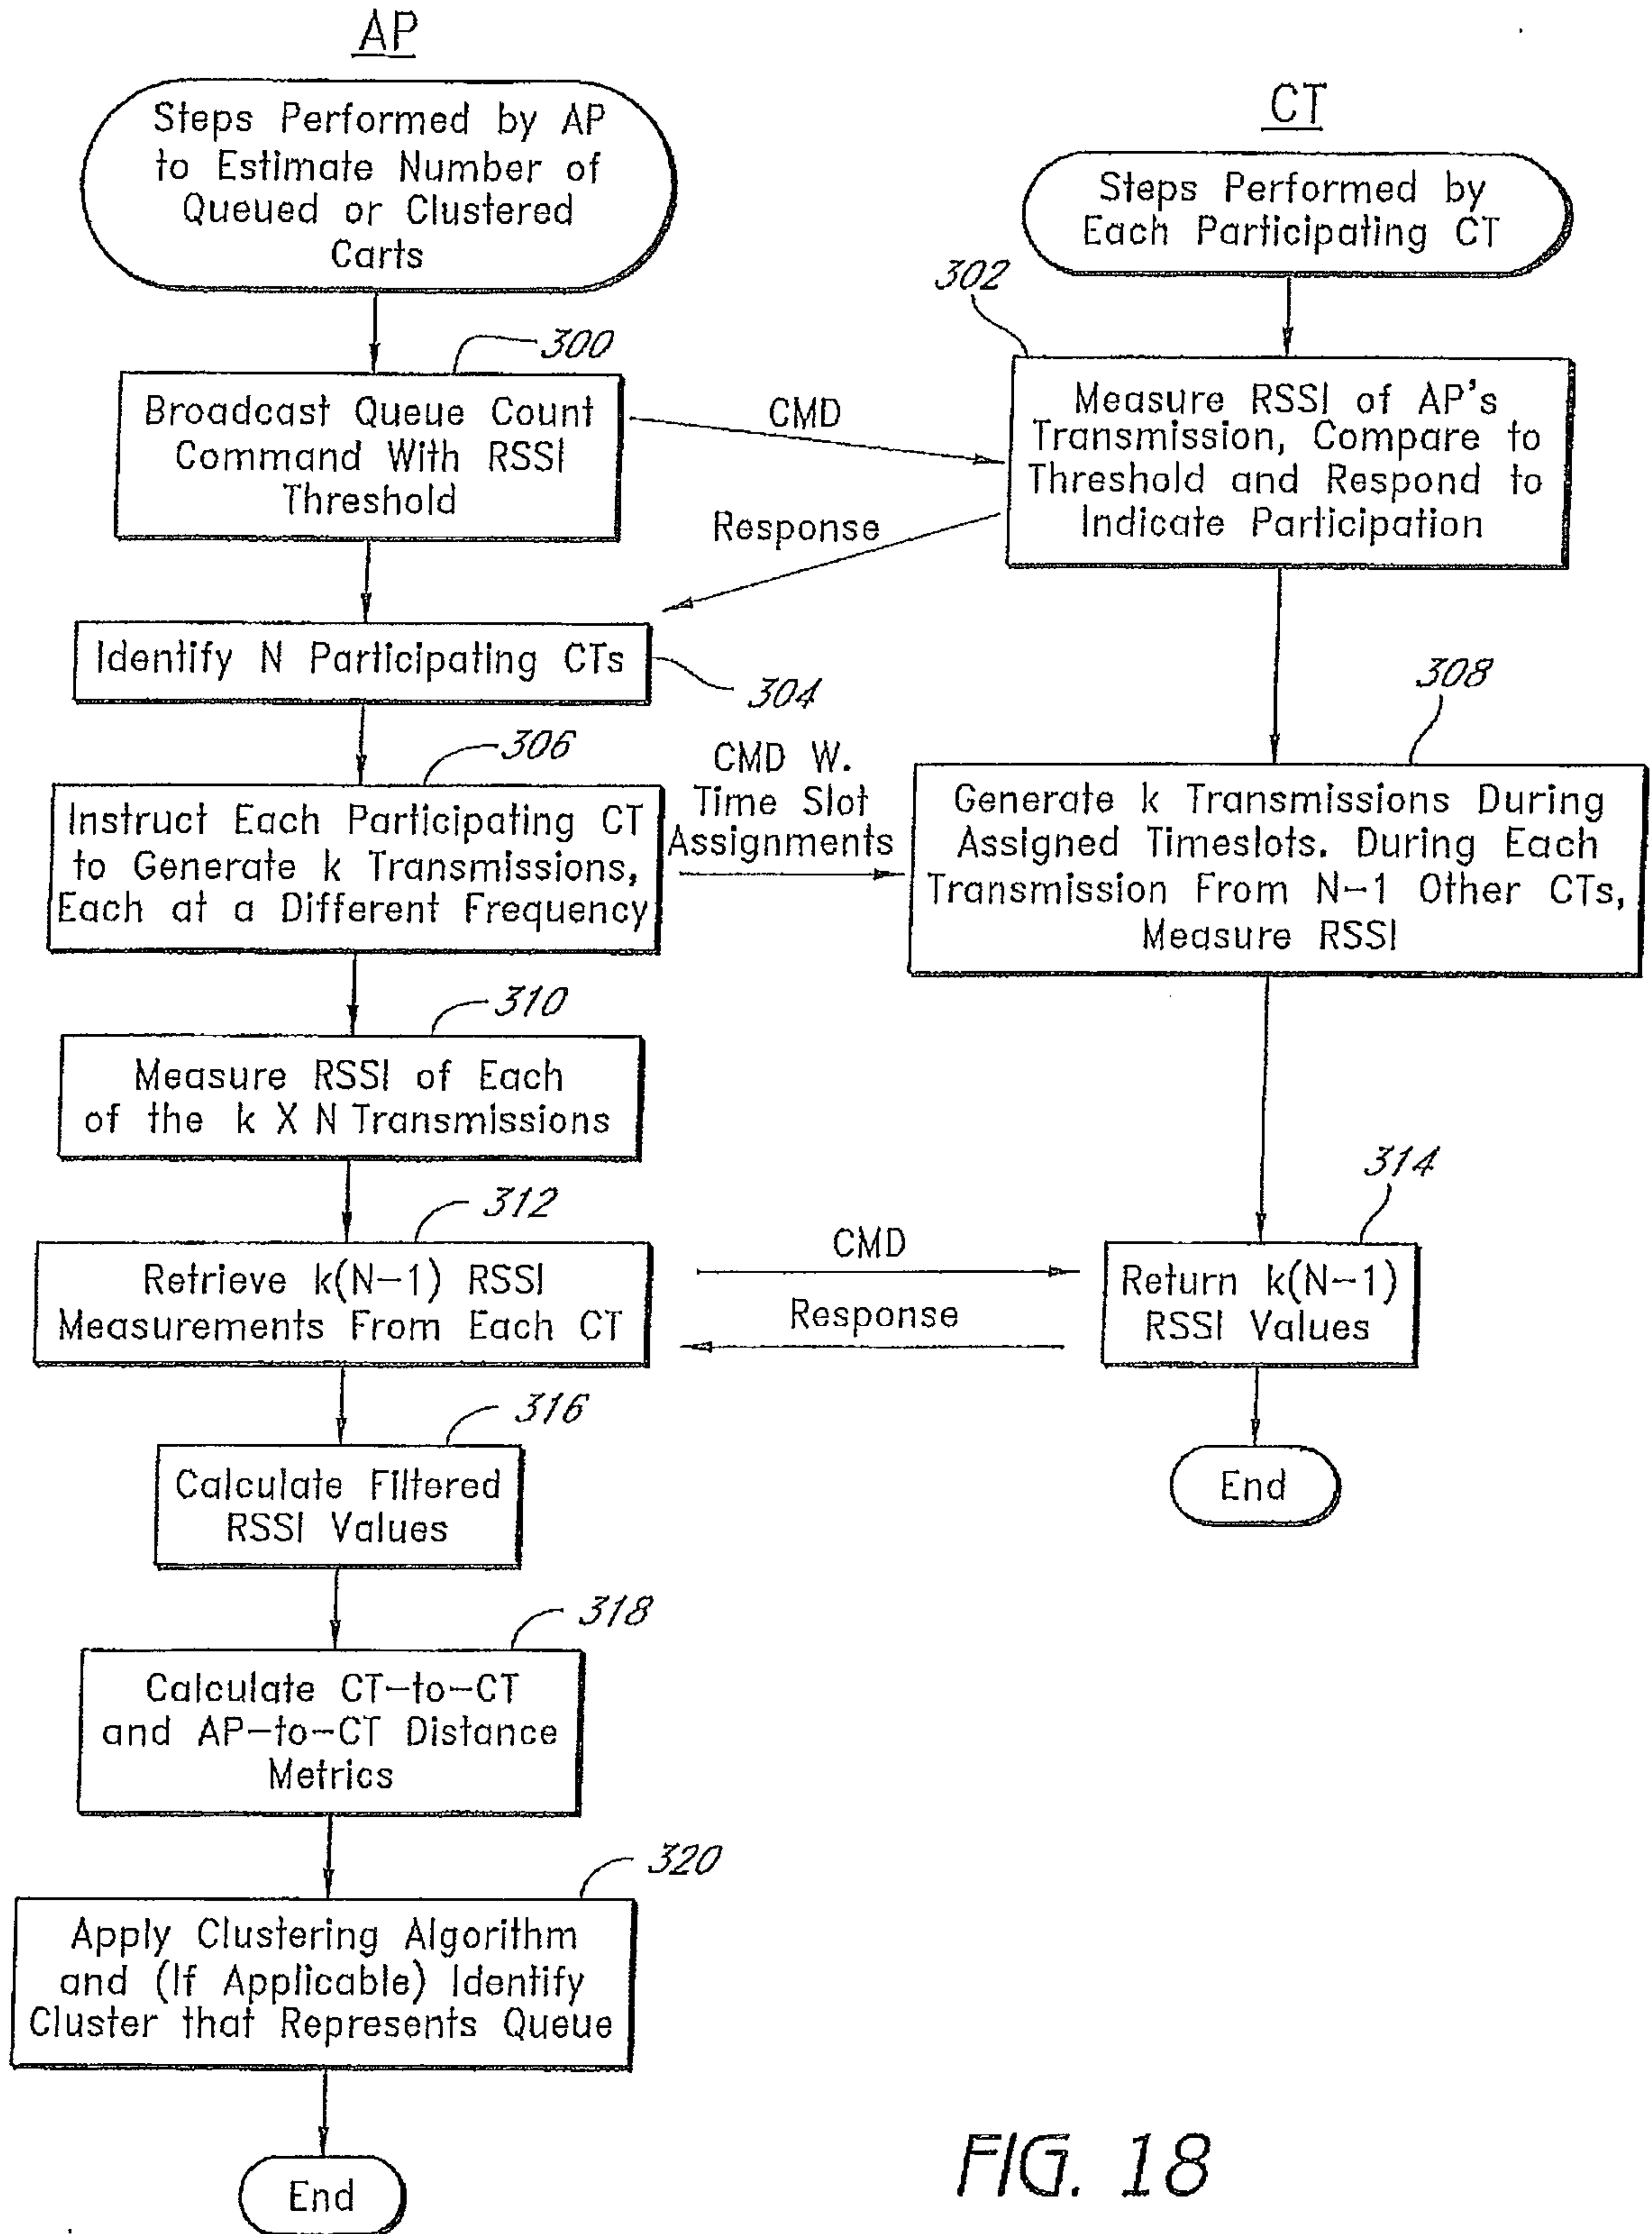 AP
Steps Performed by AP
to Estimate Number of
Queued or Clustered
Carts
CT
Steps Performed by
Each Participating CT
300
Broadcast Queue Count
Command With RSSI
Threshold
CMD
302
Measure RSSI of AP's
Transmission, Compare to
Threshold and Respond to
Indicate Participation
Response
Identify N Participating CTs
304
306
Instruct Each Participating CT
to Generate k Transmissions,
Each at a Different Frequency
CMD W.
Time Slot
Assignments
308
Generate k Transmissions During
Assigned Timeslots. During Each
Transmission From N-1 Other CTs,
Measure RSSI
310
Measure RSSI of Each
of the k X N Transmissions
312
Retrieve k(N-1) RSSI
Measurements From Each CT
CMD
Response
314
Return k(N-1)
RSSI Values
End
316
Calculate Filtered
RSSI Values
318
Calculate CT-to-CT
and AP-to-CT Distance
Metrics
320
Apply Clustering Algorithm
and (If Applicable) Identify
Cluster that Represents Queue
End
FIG. 18